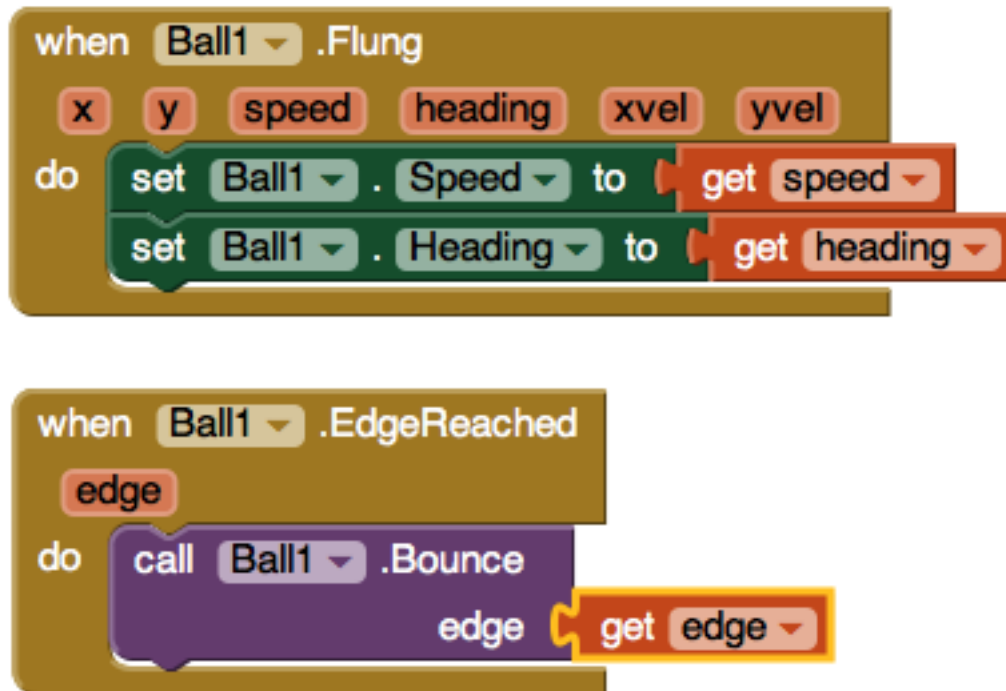 when Ball1 .Flung
x y speed heading xvel yvel
do set Ball1 . Speed to get speed
set Ball1 . Heading to get heading
when Ball1 .EdgeReached
edge
do call Ball1 .Bounce
edge get edge